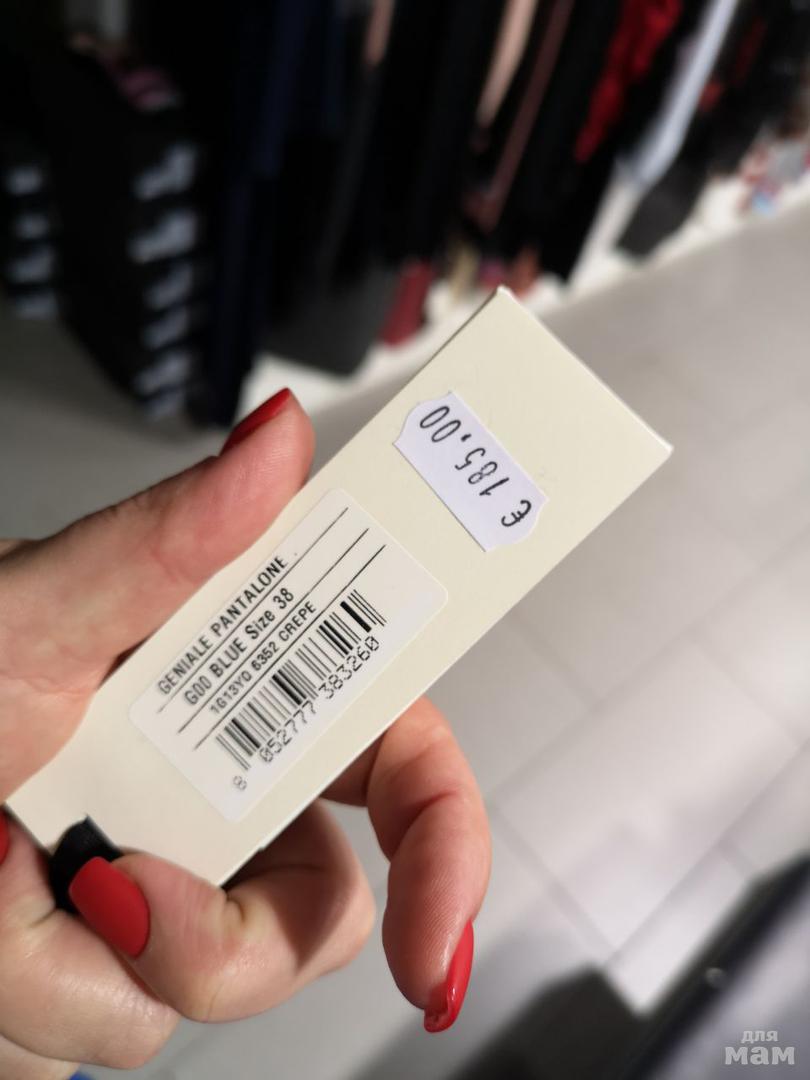 € 185.00
GENIALE PANTALONE
G00 BLUE Size 38
1G13Y0 6352 CREPE
8 052777 383260
для
мам